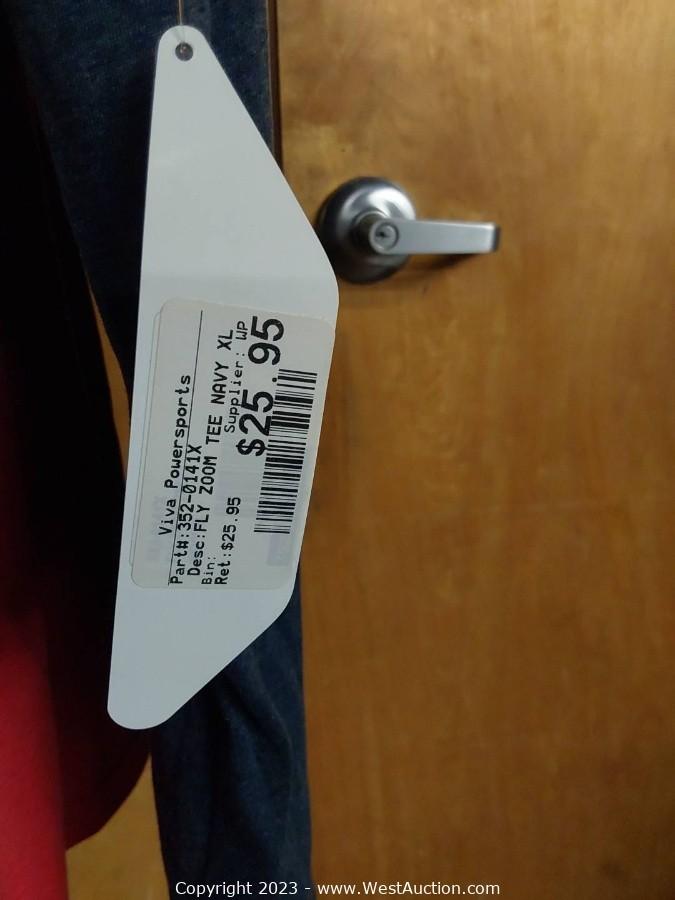 Viva Powersports
Part#:352-0141X
Desc:FLY ZOOM TEE NAVY XL
Bin: Supplier: WP
Ret:$25.95 $25.95
Copyright 2023 - www.WestAuction.com